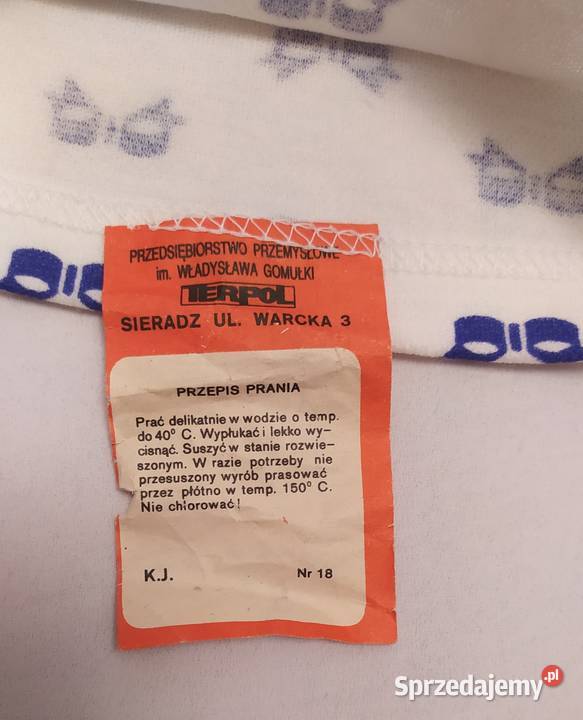 PRZEDSIĘBIORSTWO PRZEMYSŁOWE
im. WŁADYSŁAWA GOMUŁKI
TERPOL
SIERADZ UL. WARCKA 3
PRZEPIS PRANIA
Prać delikatnie w wodzie o temp.
do 40° C. Wypłukać i lekko wy-
cisnąć. Suszyć w stanie rozwie-
szonym. W razie potrzeby nie
przesuszony wyrób prasować
przez płótno w temp. 150° C.
Nie chlorować!
K.J. Nr 18
Sprzedajemy.pl